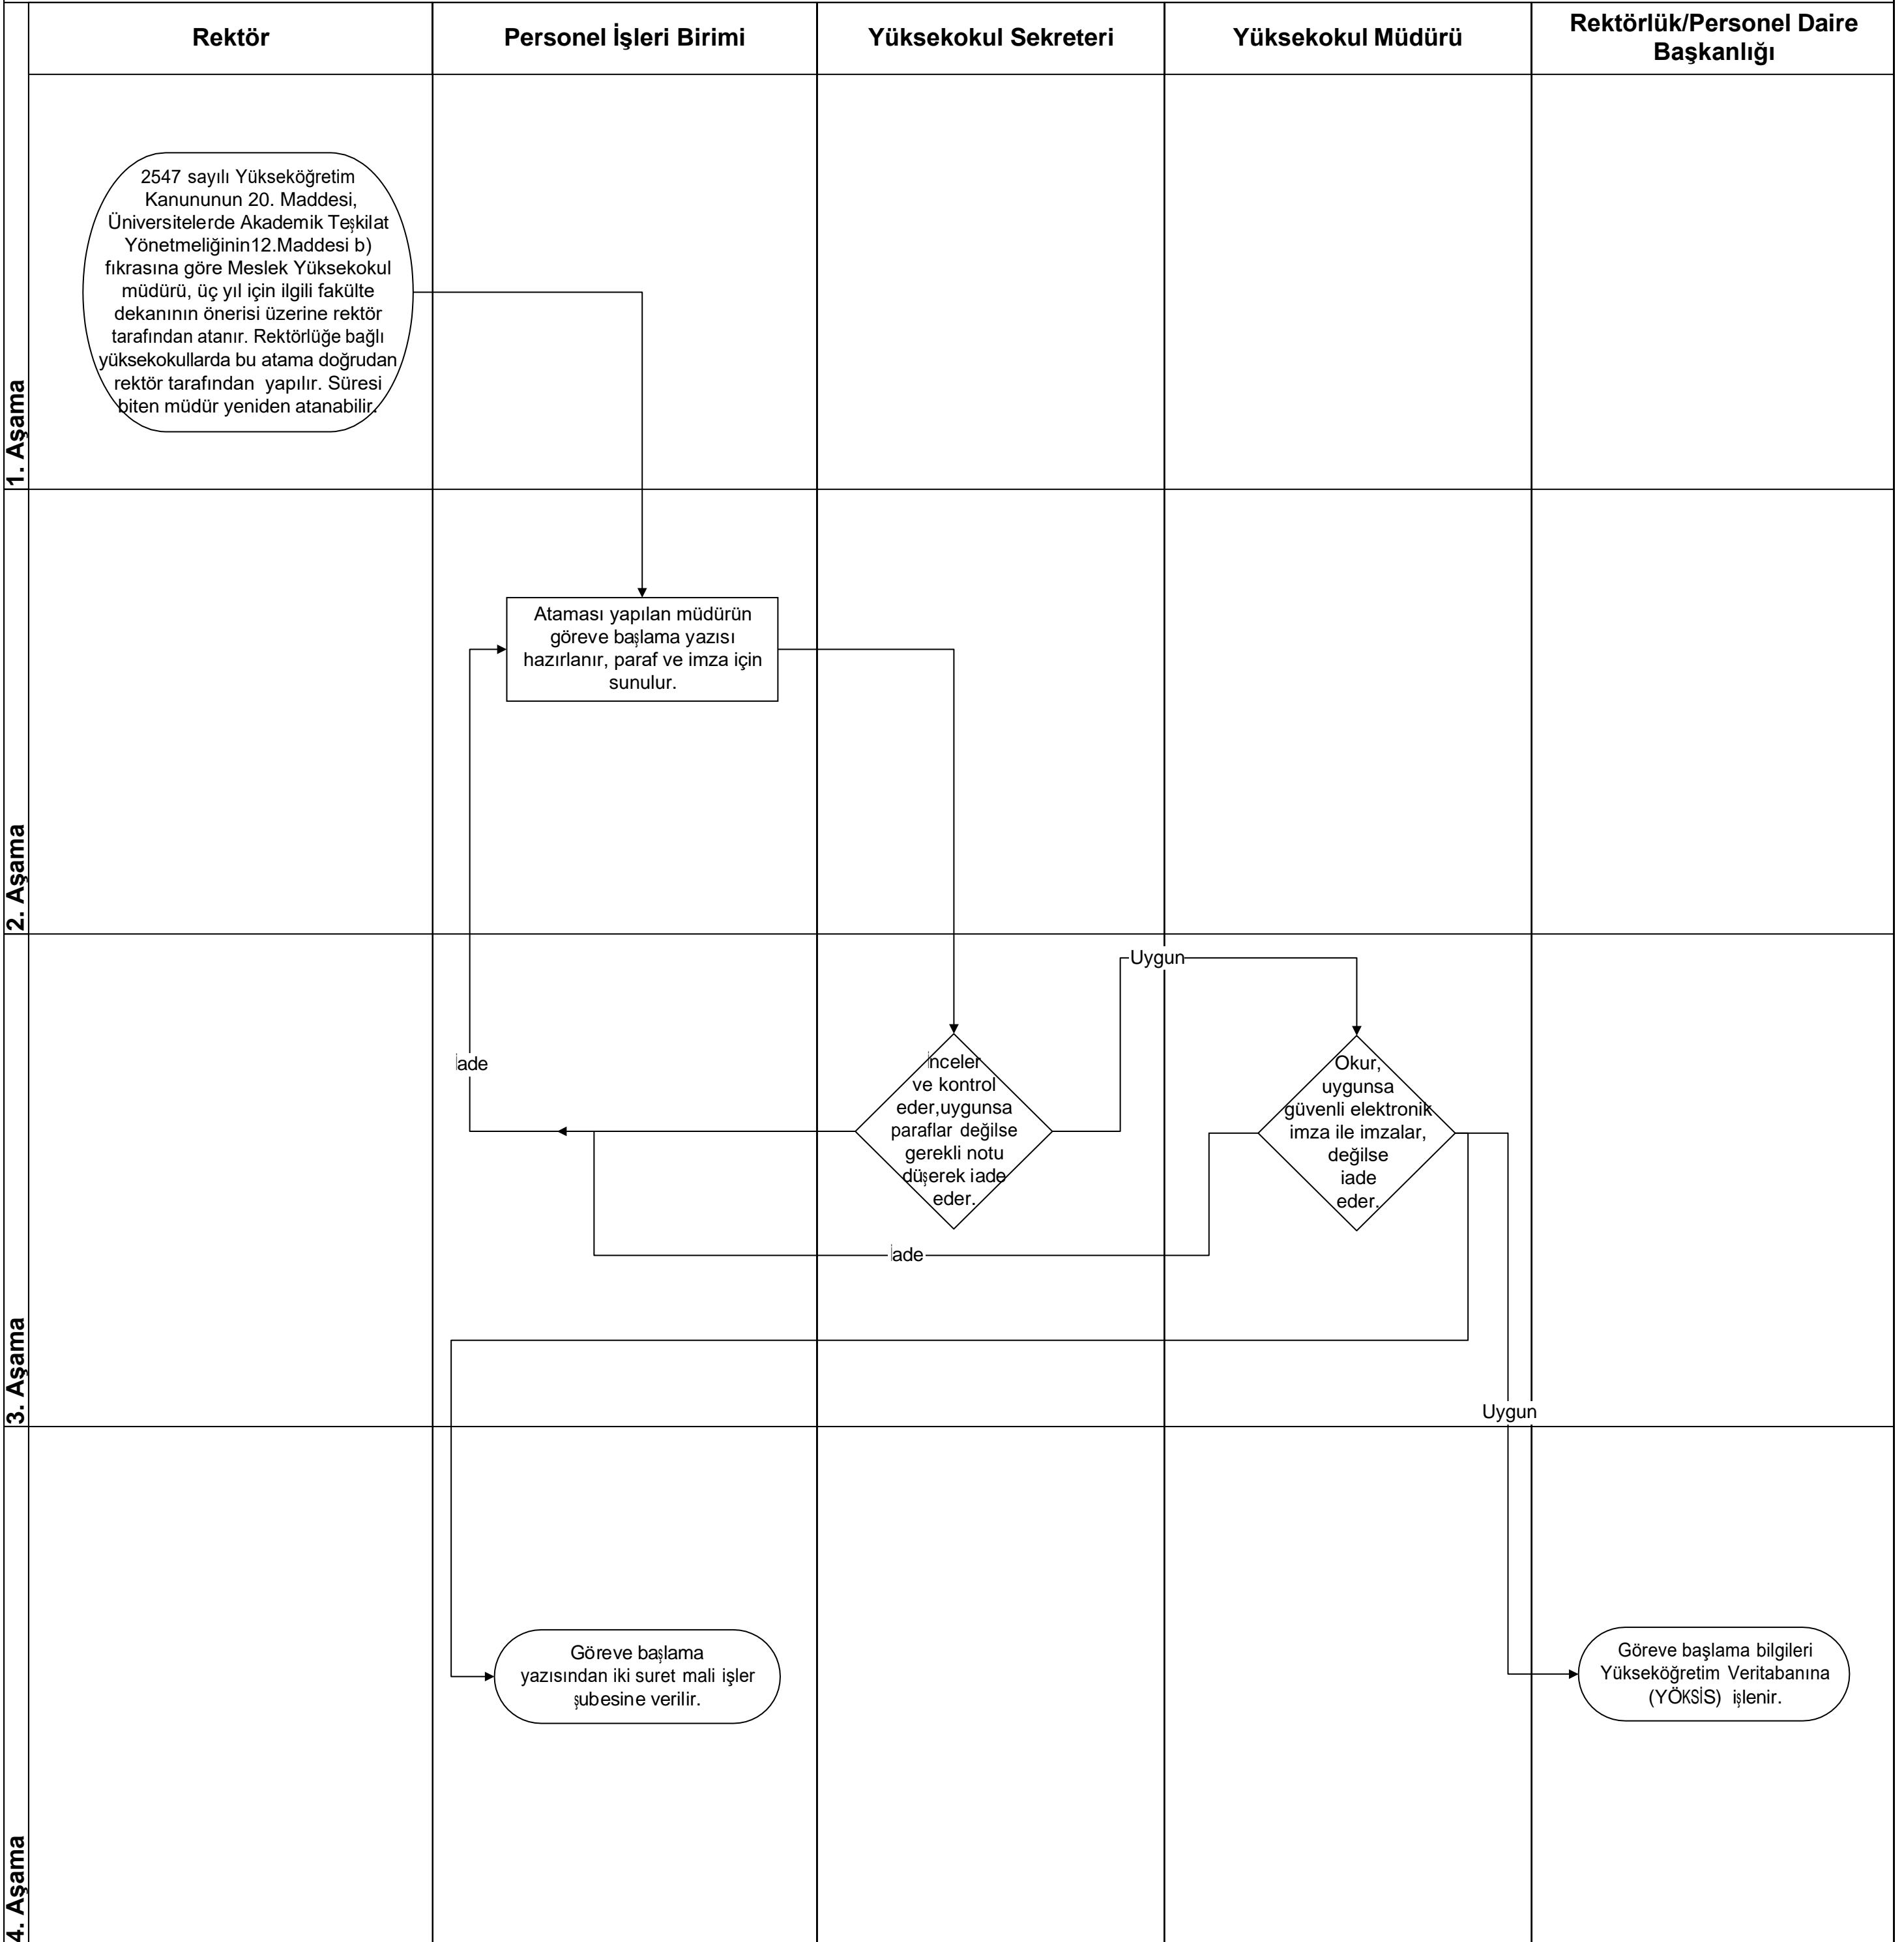 Rektör
Personel İşleri Birimi
Yüksekokul Sekreteri
Yüksekokul Müdürü
Rektörlük/Personel Daire
Başkanlığı
1. Aşama
2547 sayılı Yükseköğretim
Kanununun 20. Maddesi,
Üniversitelerde Akademik Teşkilat
Yönetmeliğinin12.Maddesi b)
fıkrasına göre Meslek Yüksekokul
müdürü, üç yıl için ilgili fakülte
dekanının önerisi üzerine rektör
tarafından atanır. Rektörlüğe bağlı
yüksekokullarda bu atama doğrudan
rektör tarafından yapılır. Süresi
biten müdür yeniden atanabilir.
2. Aşama
Ataması yapılan müdürün
göreve başlama yazısı
hazırlanır, paraf ve imza için
sunulur.
3. Aşama
Uygun
İade
İnceler
ve kontrol
eder,uygunsa
paraflar değilse
gerekli notu
düşerek iade
eder.
Okur,
uygunsa
güvenli elektronik
imza ile imzalar,
değilse
iade
eder.
İade
Uygun
4. Aşama
Göreve başlama
yazısından iki suret mali işler
şubesine verilir.
Göreve başlama bilgileri
Yükseköğretim Veritabanına
(YÖKSİS) işlenir.